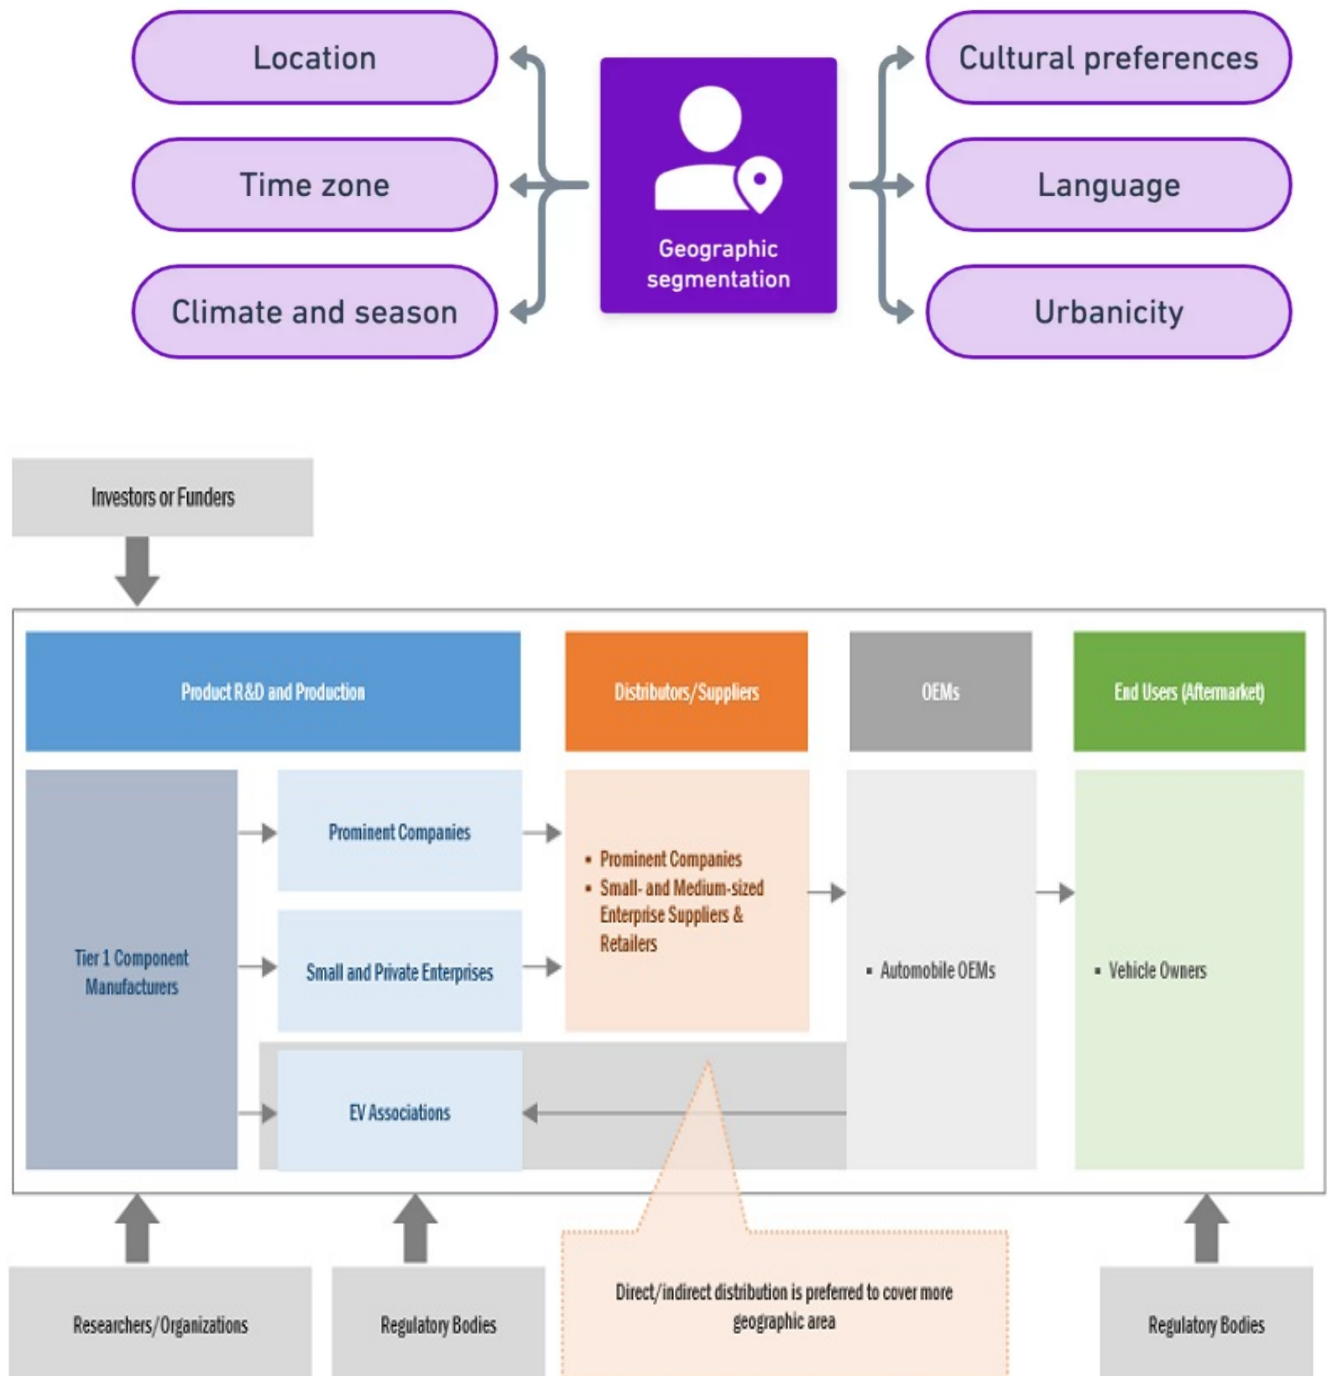 Location
Time zone
Climate and season
Geographic
segmentation
Cultural preferences
Language
Urbanicity
Investors or Funders
Product R&D and Production
Distributors/Suppliers
OEMs
End Users (Aftermarket)
Tier 1 Component
Manufacturers
Prominent Companies
Small and Private Enterprises
EV Associations
▪ Prominent Companies
▪ Small- and Medium-sized
Enterprise Suppliers &
Retailers
▪ Automobile OEMs
▪ Vehicle Owners
Researchers/Organizations
Regulatory Bodies
Direct/indirect distribution is preferred to cover more
geographic area
Regulatory Bodies